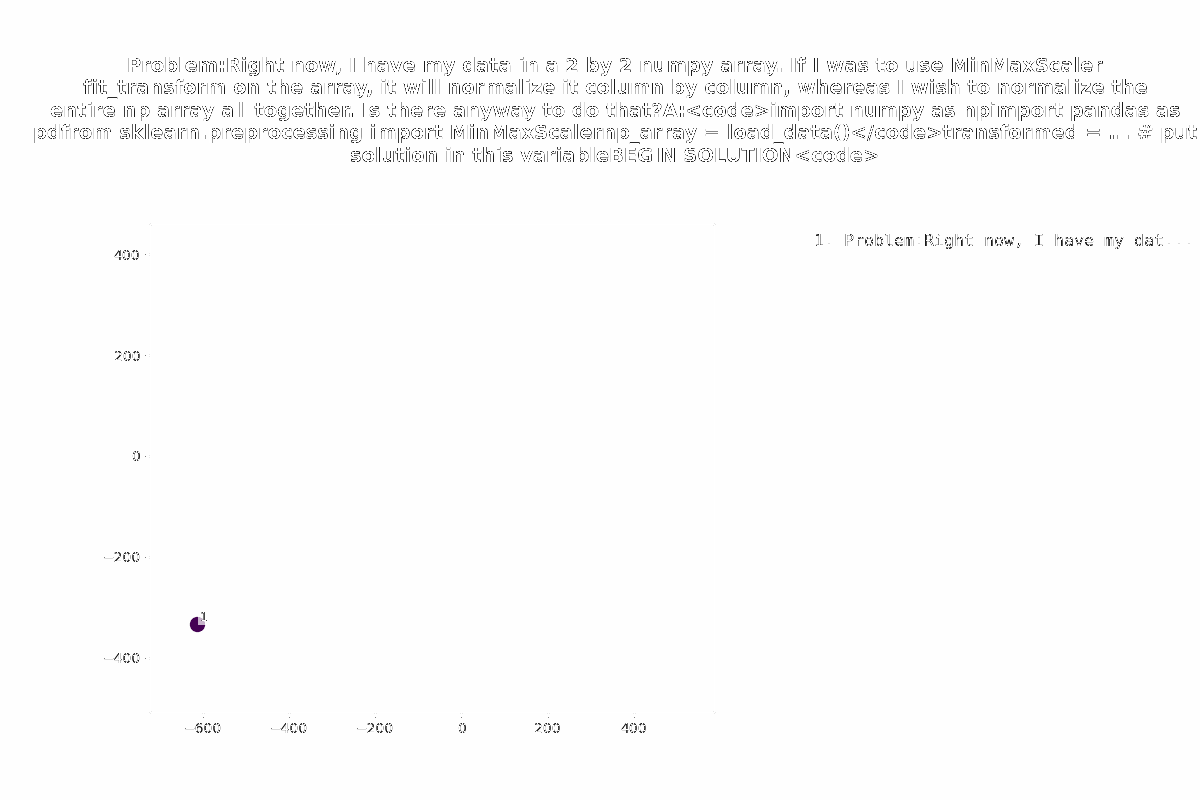 Problem:Right now, I have my data in a 2 by 2 numpy array. If I was to use MinMaxScaler
fit_transform on the array, it will normalize it column by column, whereas I wish to normalize the
entire np array all together. Is there anyway to do that?A:<code>import numpy as npimport pandas as
pdfrom sklearn.preprocessing import MinMaxScalernp_array = load_data()</code>transformed = ... # put
solution in this variableBEGIN SOLUTION<code>
1. Problem:Right now, I have my dat...
400
200
0
−200
1
−400
−600 −400 −200 0 200 400